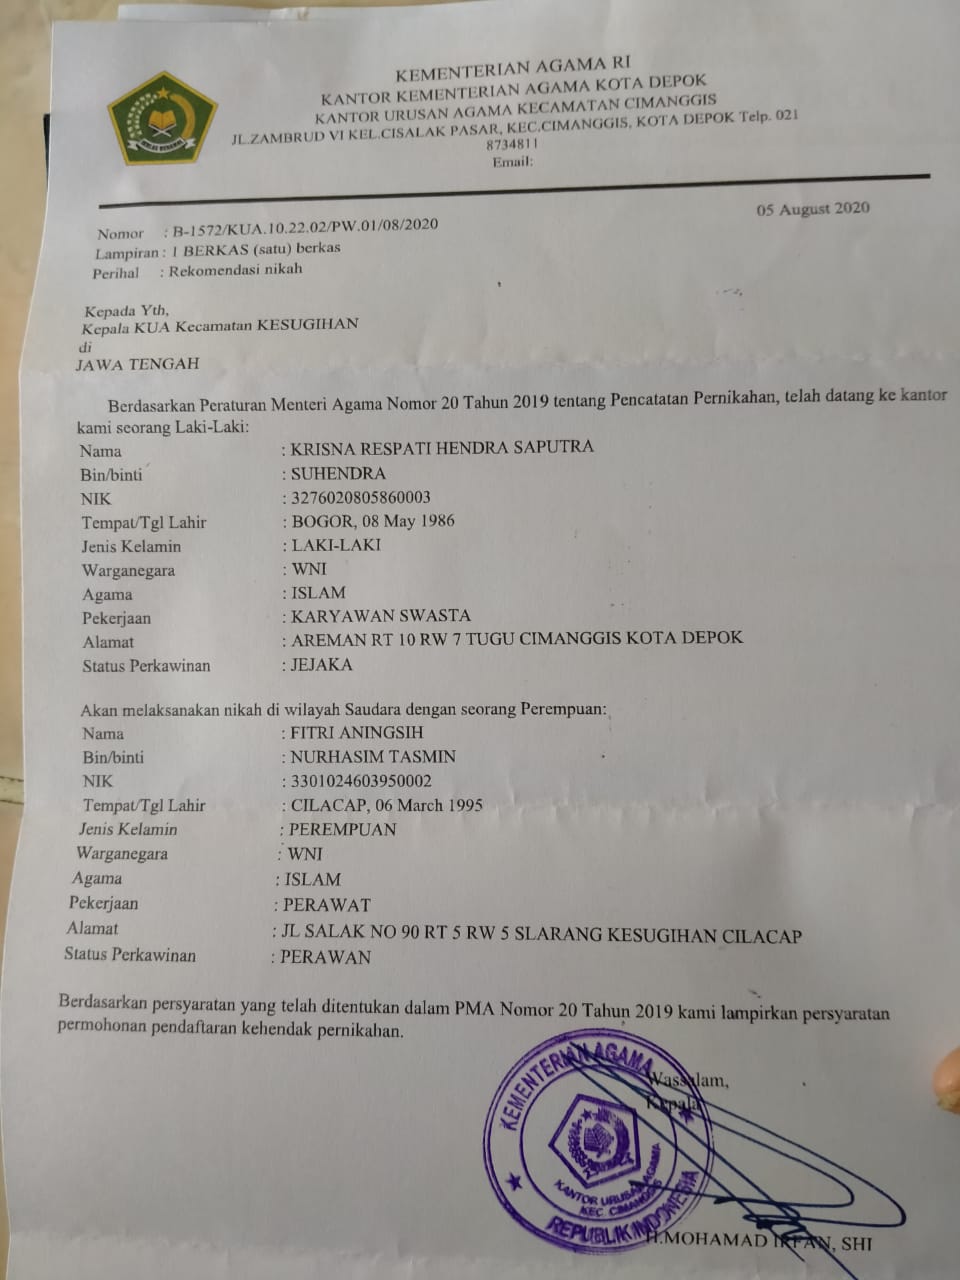 KEMENTERIAN AGAMA RI
KANTOR KEMENTERIAN AGAMA KOTA DEPOK
KANTOR URUSAN AGAMA KECAMATAN CIMANGGIS
JL.ZAMBRUD VI KEL.CISALAK PASAR, KEC.CIMANGGIS, KOTA DEPOK Telp. 021
8734811
Email:
05 August 2020
Nomor : B-1572/KUA.10.22.02/PW.01/08/2020
Lampiran : 1 BERKAS (satu) berkas
Perihal : Rekomendasi nikah
Kepada Yth,
Kepala KUA Kecamatan KESUGIHAN
di
JAWA TENGAH
Berdasarkan Peraturan Menteri Agama Nomor 20 Tahun 2019 tentang Pencatatan Pernikahan, telah datang ke kantor
kami seorang Laki-Laki:
Nama : KRISNA RESPATI HENDRA SAPUTRA
Bin/binti : SUHENDRA
NIK : 3276020805860003
Tempat/Tgl Lahir : BOGOR, 08 May 1986
Jenis Kelamin : LAKI-LAKI
Warganegara : WNI
Agama : ISLAM
Pekerjaan : KARYAWAN SWASTA
Alamat : AREMAN RT 10 RW 7 TUGU CIMANGGIS KOTA DEPOK
Status Perkawinan : JEJAKA
Akan melaksanakan nikah di wilayah Saudara dengan seorang Perempuan:
Nama : FITRI ANINGSIH
Bin/binti : NURHASIM TASMIN
NIK : 3301024603950002
Tempat/Tgl Lahir : CILACAP, 06 March 1995
Jenis Kelamin : PEREMPUAN
Warganegara : WNI
Agama : ISLAM
Pekerjaan : PERAWAT
Alamat : JL SALAK NO 90 RT 5 RW 5 SLARANG KESUGIHAN CILACAP
Status Perkawinan : PERAWAN
Berdasarkan persyaratan yang telah ditentukan dalam PMA Nomor 20 Tahun 2019 kami lampirkan persyaratan
permohonan pendaftaran kehendak pernikahan.
Wassalam,
Kepala
KEMENTERIAN AGAMA
KANTOR URUSAN AGAMA
KEC. CIMANGGIS
REPUBLIK INDONESIA
H.MOHAMAD IRFAN, SHI